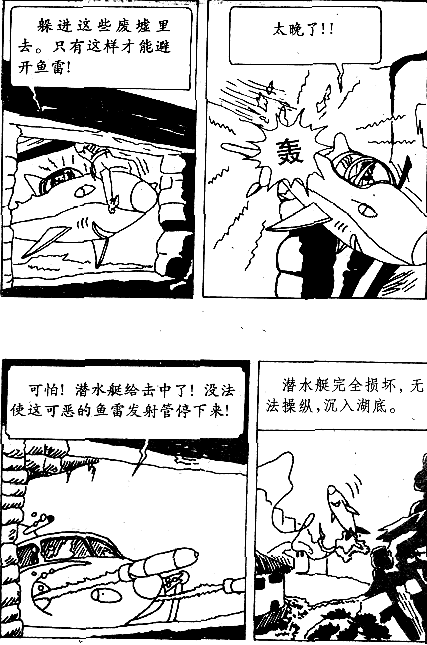 躲进这些废墟里
去。只有这样才能避
开鱼雷!
太晚了!!
轰
可怕! 潜水艇给击中了! 没法
使这可恶的鱼雷发射管停下来!
潜水艇完全损坏, 无
法操纵, 沉入湖底。